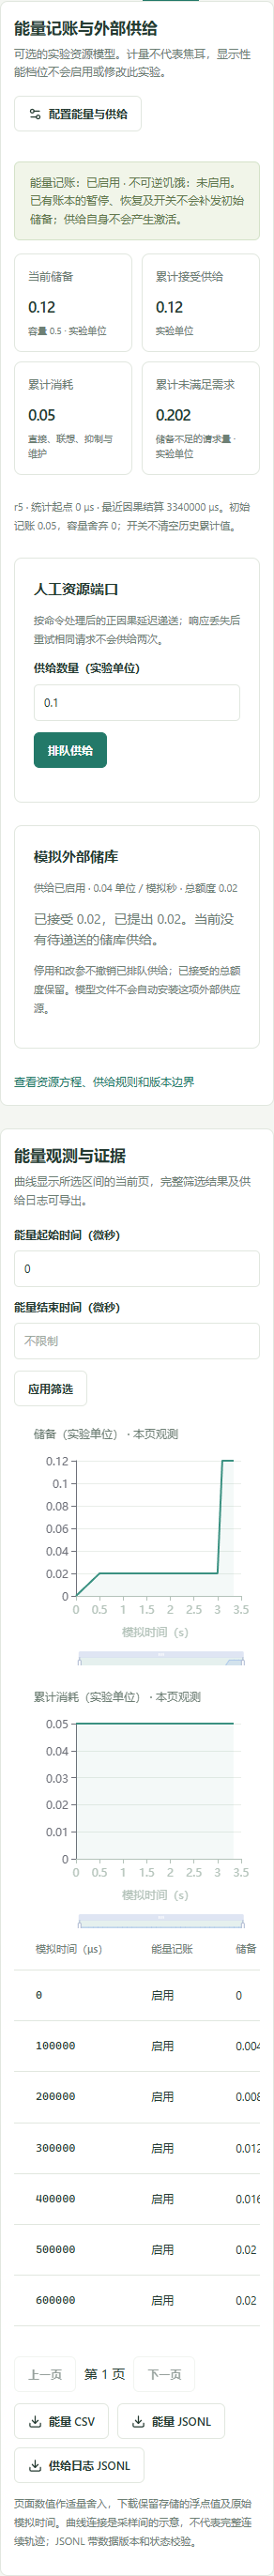 能量记账与外部供给
可选的实验资源模型。计量不代表焦耳，显示性
能档位不会启用或修改此实验。
配置能量与供给
能量记账：已启用 · 不可逆饥饿：未启用。
已有账本的暂停、恢复及开关不会补发初始
储备；供给自身不会产生激活。
当前储备
0.12
容量 0.5 · 实验单位
累计接受供给
0.12
实验单位
累计消耗
0.05
直接、联想、抑制与
维护
累计未满足需求
0.202
储备不足的请求量 ·
实验单位
r5 · 统计起点 0 μs · 最近因果结算 3340000 μs。初始
记账 0.05，容量舍弃 0；开关不清空历史累计值。
人工资源端口
按命令处理后的正因果延迟递送；响应丢失后
重试相同请求不会供给两次。
供给数量（实验单位）
0.1
排队供给
模拟外部储库
供给已启用 · 0.04 单位 / 模拟秒 · 总额度 0.02
已接受 0.02，已提出 0.02。当前没
有待递送的储库供给。
停用和改参不撤销已排队供给；已接受的总额
度保留。模型文件不会自动安装这项外部供应
源。
查看资源方程、供给规则和版本边界
能量观测与证据
曲线显示所选区间的当前页，完整筛选结果及供
给日志可导出。
能量起始时间（微秒）
0
能量结束时间（微秒）
不限制
应用筛选
储备（实验单位） · 本页观测
0.12
0.1
0.08
0.06
0.04
0.02
0
0 0.5 1 1.5 2 2.5 3 3.5
模拟时间（s）
累计消耗（实验单位） · 本页观测
0.05
0.04
0.03
0.02
0.01
0
0 0.5 1 1.5 2 2.5 3 3.5
模拟时间（s）
模拟时间（μs） 能量记账 储备
0 启用 0
100000 启用 0.004
200000 启用 0.008
300000 启用 0.012
400000 启用 0.016
500000 启用 0.02
600000 启用 0.02
上一页 第 1 页 下一页
能量 CSV 能量 JSONL
供给日志 JSONL
页面数值作适量舍入，下载保留存储的浮点值及原始
模拟时间。曲线连接是采样间的示意，不代表完整连
续轨迹；JSONL 带数据版本和状态校验。